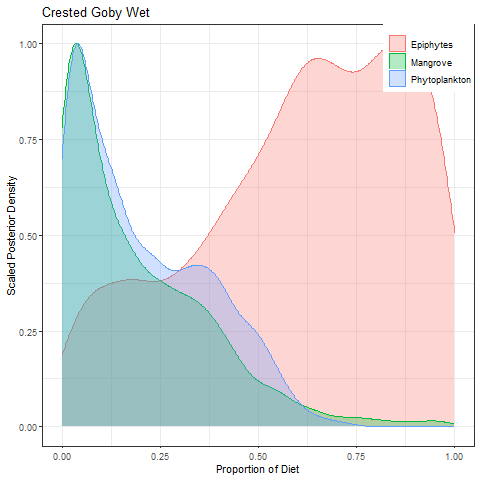 Crested Goby Wet
Epiphytes
Mangrove
Phytoplankton
Scaled Posterior Density
1.00
0.75
0.50
0.25
0.00
0.00 0.25 0.50 0.75 1.00
Proportion of Diet